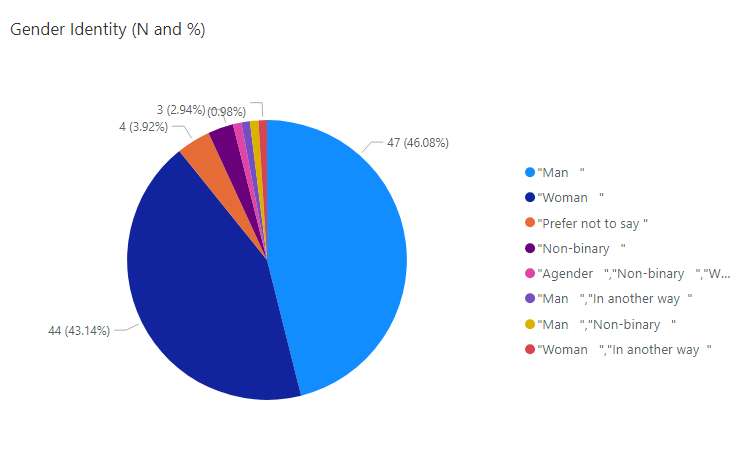 Gender Identity (N and %)
3 (2.94%)
(0.98%)
4 (3.92%)
47 (46.08%)
44 (43.14%)
"Man   "
"Woman   "
"Prefer not to say "
"Non-binary   "
"Agender   ","Non-binary   ","W...
"Man   ","In another way  "
"Man   ","Non-binary   "
"Woman   ","In another way  "